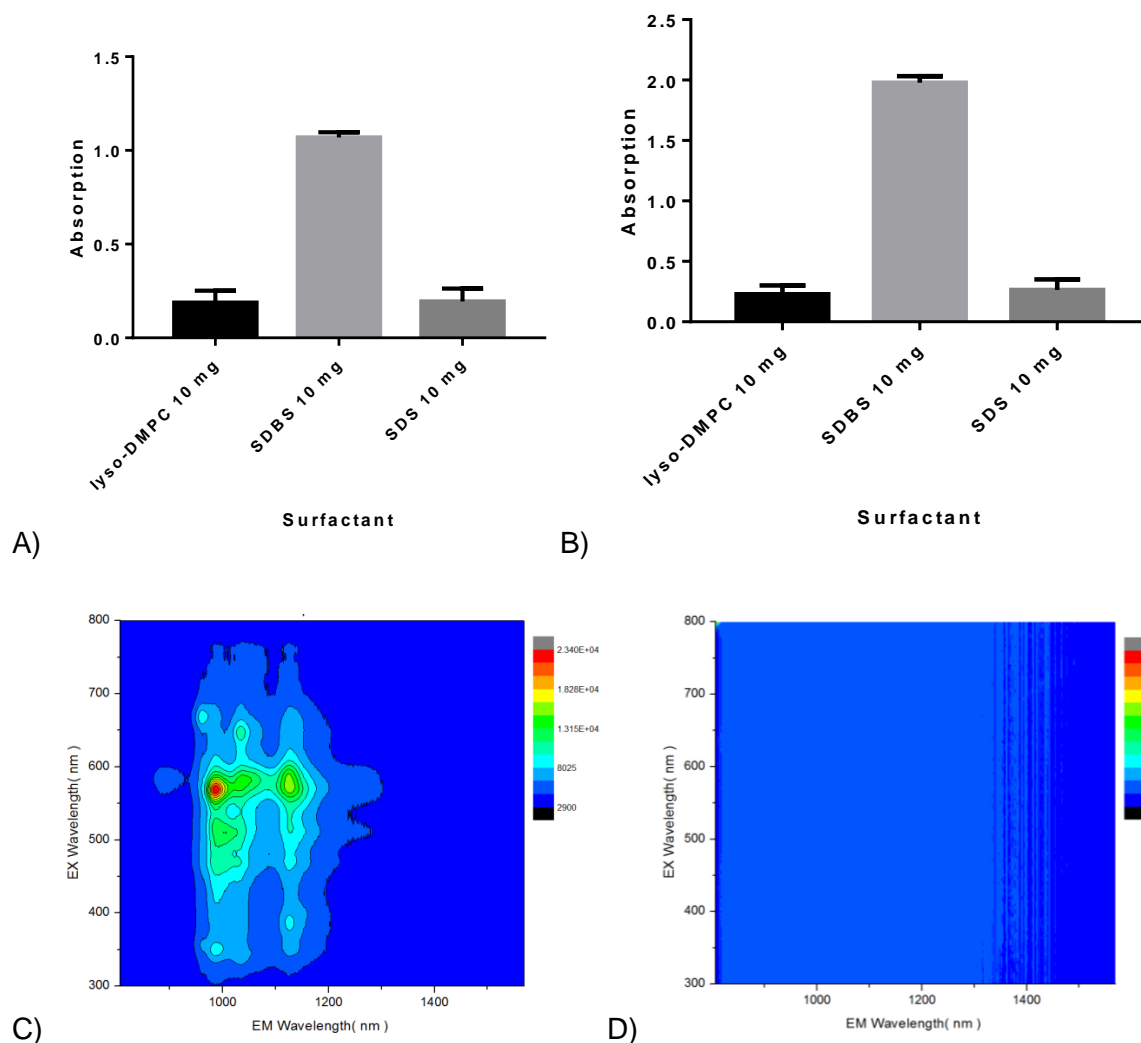 1.5
1.0
0.5
0.0
Absorption
lyso-DMPC 10 mg
SDBS 10 mg
SDS 10 mg
Surfactant
A)
2.5
2.0
1.5
1.0
0.5
0.0
Absorption
lyso-DMPC 10 mg
SDBS 10 mg
SDS 10 mg
Surfactant
B)
800
700
600
500
400
300
EX Wavelength( nm )
1000 1200 1400
EM Wavelength( nm )
2.340E+04
1.828E+04
1.315E+04
8025
2900
C)
800
700
600
500
400
300
EX Wavelength( nm )
1000 1200 1400
EM Wavelength( nm )
D)